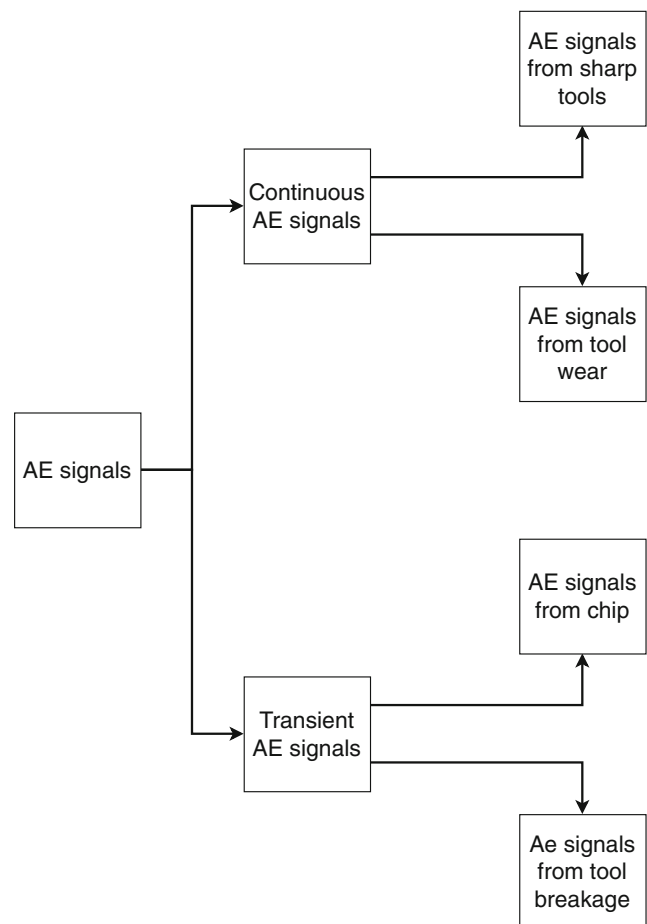 AE signals
from sharp
tools
Continuous
AE signals
AE signals
from tool
wear
AE signals
AE signals
from chip
Transient
AE signals
Ae signals
from tool
breakage